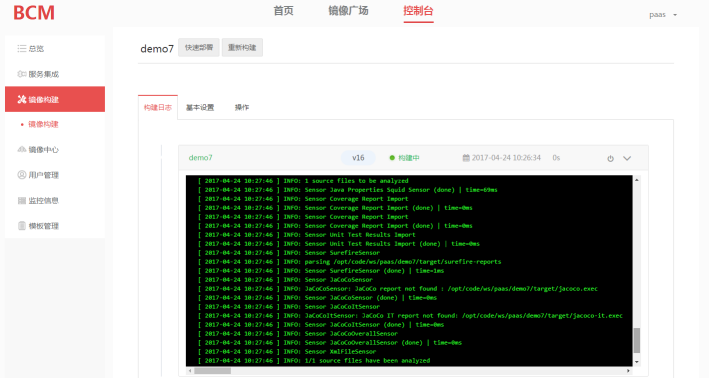 BCM
首页 镜像广场 控制台
paas
总览
服务集成
镜像构建
镜像构建
镜像中心
用户管理
监控信息
模板管理
demo7 快速部署 重新构建
构建日志 基本设置 操作
demo7 v16 构建中 2017-04-24 10:26:34 0s
[ 2017-04-24 10:27:46 ] INFO: 1 source files to be analyzed
[ 2017-04-24 10:27:46 ] INFO: Sensor Java Properties Squid Sensor (done) | time=69ms
[ 2017-04-24 10:27:46 ] INFO: Sensor Coverage Report Import
[ 2017-04-24 10:27:46 ] INFO: Sensor Coverage Report Import (done) | time=0ms
[ 2017-04-24 10:27:46 ] INFO: Sensor Coverage Report Import
[ 2017-04-24 10:27:46 ] INFO: Sensor Coverage Report Import (done) | time=0ms
[ 2017-04-24 10:27:46 ] INFO: Sensor Unit Test Results Import
[ 2017-04-24 10:27:46 ] INFO: Sensor Unit Test Results Import (done) | time=0ms
[ 2017-04-24 10:27:46 ] INFO: Sensor SurefireSensor
[ 2017-04-24 10:27:46 ] INFO: parsing /opt/code/ws/paas/demo7/target/surefire-reports
[ 2017-04-24 10:27:46 ] INFO: Sensor SurefireSensor (done) | time=1ms
[ 2017-04-24 10:27:46 ] INFO: Sensor JaCoCoSensor
[ 2017-04-24 10:27:46 ] INFO: JaCoCoSensor: JaCoCo report not found : /opt/code/ws/paas/demo7/target/jacoco.exec
[ 2017-04-24 10:27:46 ] INFO: Sensor JaCoCoSensor (done) | time=0ms
[ 2017-04-24 10:27:46 ] INFO: Sensor JaCoCoItSensor
[ 2017-04-24 10:27:46 ] INFO: JaCoCoItSensor: JaCoCo IT report not found: /opt/code/ws/paas/demo7/target/jacoco-it.exec
[ 2017-04-24 10:27:46 ] INFO: Sensor JaCoCoItSensor (done) | time=0ms
[ 2017-04-24 10:27:46 ] INFO: Sensor JaCoCoOverallSensor
[ 2017-04-24 10:27:46 ] INFO: Sensor JaCoCoOverallSensor (done) | time=0ms
[ 2017-04-24 10:27:46 ] INFO: Sensor XmlFileSensor
[ 2017-04-24 10:27:46 ] INFO: 1/1 source files have been analyzed